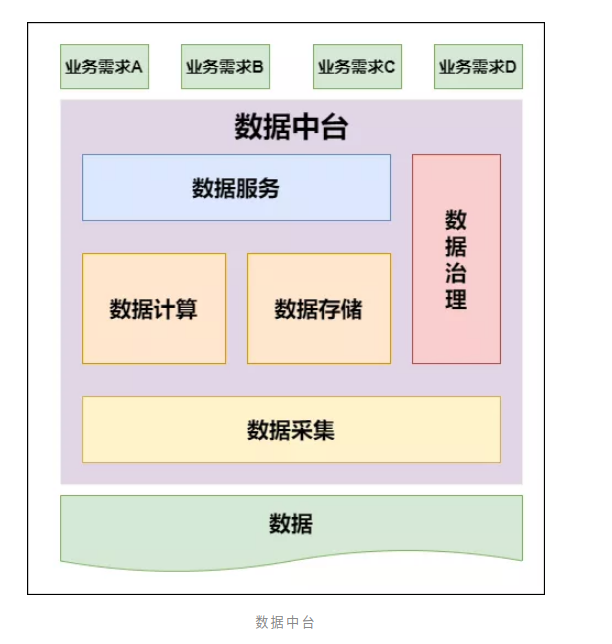 业务需求A
业务需求B
业务需求C
业务需求D
数据中台
数据服务
数据治理
数据计算
数据存储
数据采集
数据
数据中台